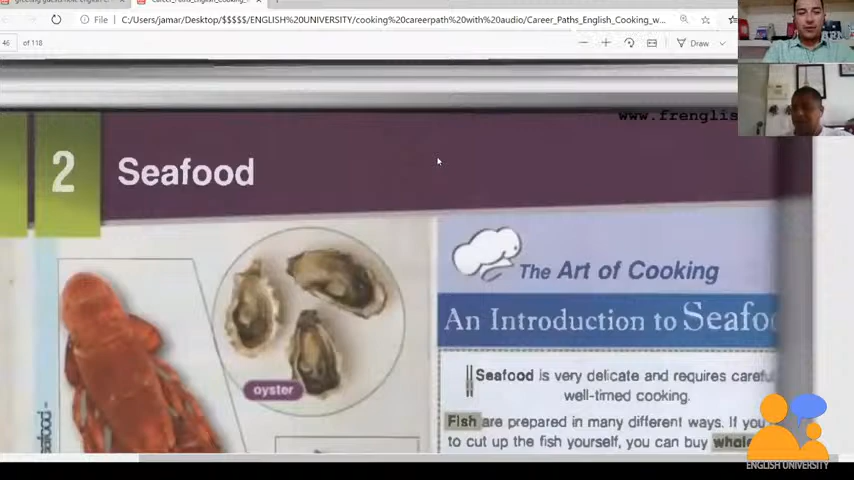 File
C:/Users/jamar/Desktop/$$$$$/ENGLISH%20UNIVERSITY/cooking%20careerpath%20with%20audio/Career_Paths_English_Cooking_w...
46 of 118
Draw
www.frenglis
2 Seafood
The Art of Cooking
An Introduction to Seafoo
oyster
Seafood is very delicate and requires carefu
well-timed cooking.
Fish are prepared in many different ways. If you
to cut up the fish yourself, you can buy whole
seafood
ENGLISH UNIVERSITY